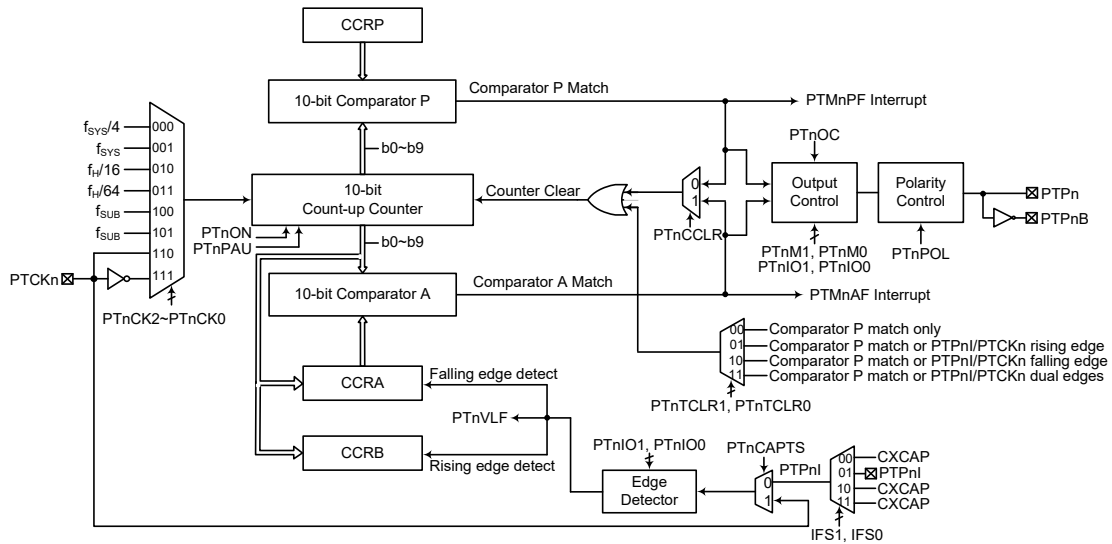 CCRP
10-bit Comparator P
Comparator P Match
PTMnPF Interrupt
fSYS/4
fSYS
fH/16
fH/64
fSUB
fSUB
000
001
010
011
100
101
110
111
PTCKn
PTnCK2~PTnCK0
b0~b9
10-bit
Count-up Counter
PTnON
PTnPAU
b0~b9
Counter Clear
0
1
PTnCCLR
PTnOC
Output
Control
PTnM1, PTnM0
PTnIO1, PTnIO0
Polarity
Control
PTnPOL
PTPn
PTPnB
10-bit Comparator A
Comparator A Match
PTMnAF Interrupt
00
01
10
11
Comparator P match only
Comparator P match or PTPnI/PTCKn rising edge
Comparator P match or PTPnI/PTCKn falling edge
Comparator P match or PTPnI/PTCKn dual edges
PTnTCLR1, PTnTCLR0
CCRA
Falling edge detect
PTnVLF
CCRB
Rising edge detect
PTnIO1, PTnIO0
Edge
Detector
PTnCAPTS
0
1
PTPnI
00
01
10
11
CXCAP
PTPnI
CXCAP
CXCAP
IFS1, IFS0